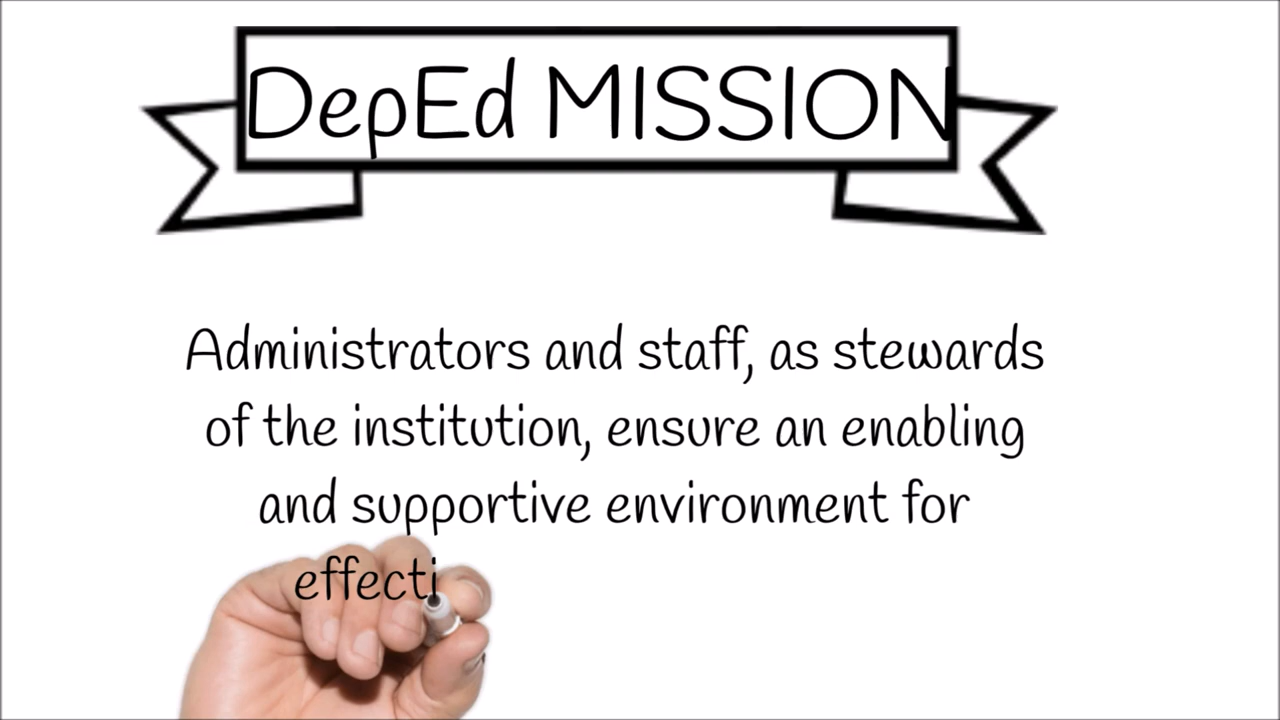 DepEd MISSION
Administrators and staff, as stewards
of the institution, ensure an enabling
and supportive environment for
effecti